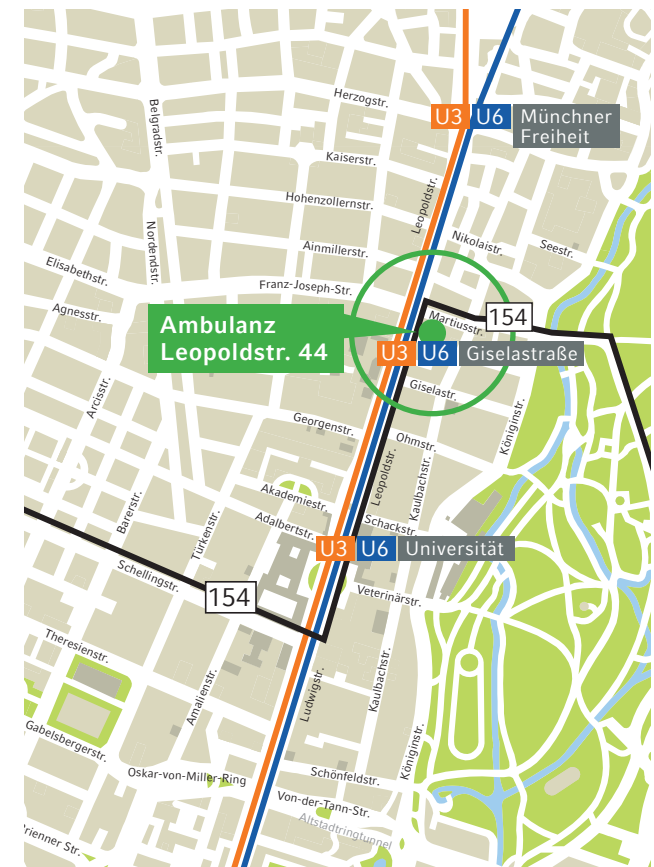 Herzogstr.
Belgradstr.
U3 U6 Münchner
Freiheit
Kaiserstr.
Leopoldstr.
Hohenzollernstr.
Nordendstr.
Nikolaistr.
Seestr.
Ainmillerstr.
Elisabethstr.
Franz-Joseph-Str.
Agnesstr.
Martiusstr.
154
Ambulanz
Leopoldstr. 44
U3 U6 Giselastraße
Arcisstr.
Giselastr.
Königinstr.
Georgenstr.
Ohmstr.
Leopoldstr.
Kaulbachstr.
Akademiestr.
Barerstr.
Türkenstr.
Adalbertstr.
Schackstr.
U3 U6 Universität
Schellingstr.
154
Veterinärstr.
Theresienstr.
Amalienstr.
Ludwigstr.
Kaulbachstr.
Gabelsbergerstr.
Königinstr.
Oskar-von-Miller-Ring
Schönfeldstr.
Von-der-Tann-Str.
Altstadtringtunnel
rienner Str.